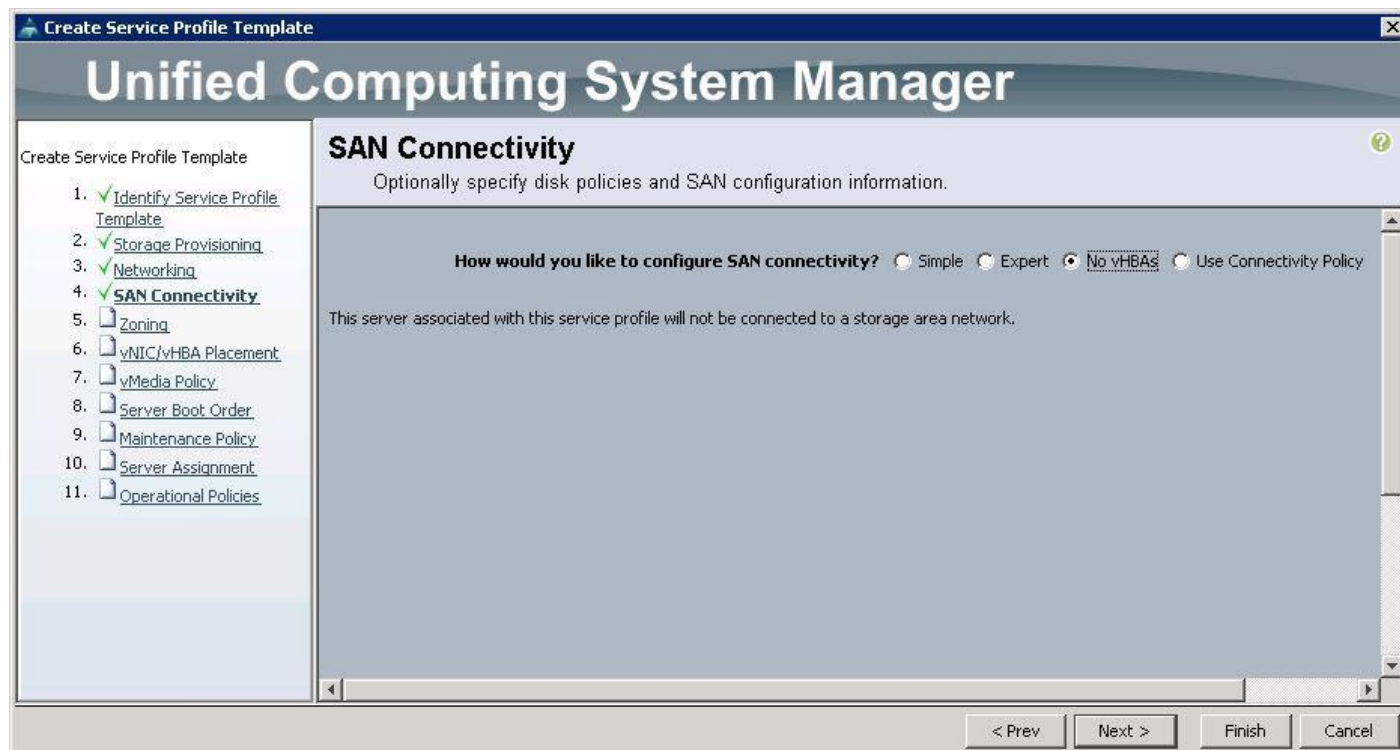 Create Service Profile Template
Unified Computing System Manager
Create Service Profile Template
1. Identify Service Profile
Template
2. Storage Provisioning
3. Networking
4. SAN Connectivity
5. Zoning
6. vNIC/vHBA Placement
7. vMedia Policy
8. Server Boot Order
9. Maintenance Policy
10. Server Assignment
11. Operational Policies
SAN Connectivity
Optionally specify disk policies and SAN configuration information.
How would you like to configure SAN connectivity? Simple Expert No vHBAs Use Connectivity Policy
This server associated with this service profile will not be connected to a storage area network.
< Prev Next > Finish Cancel